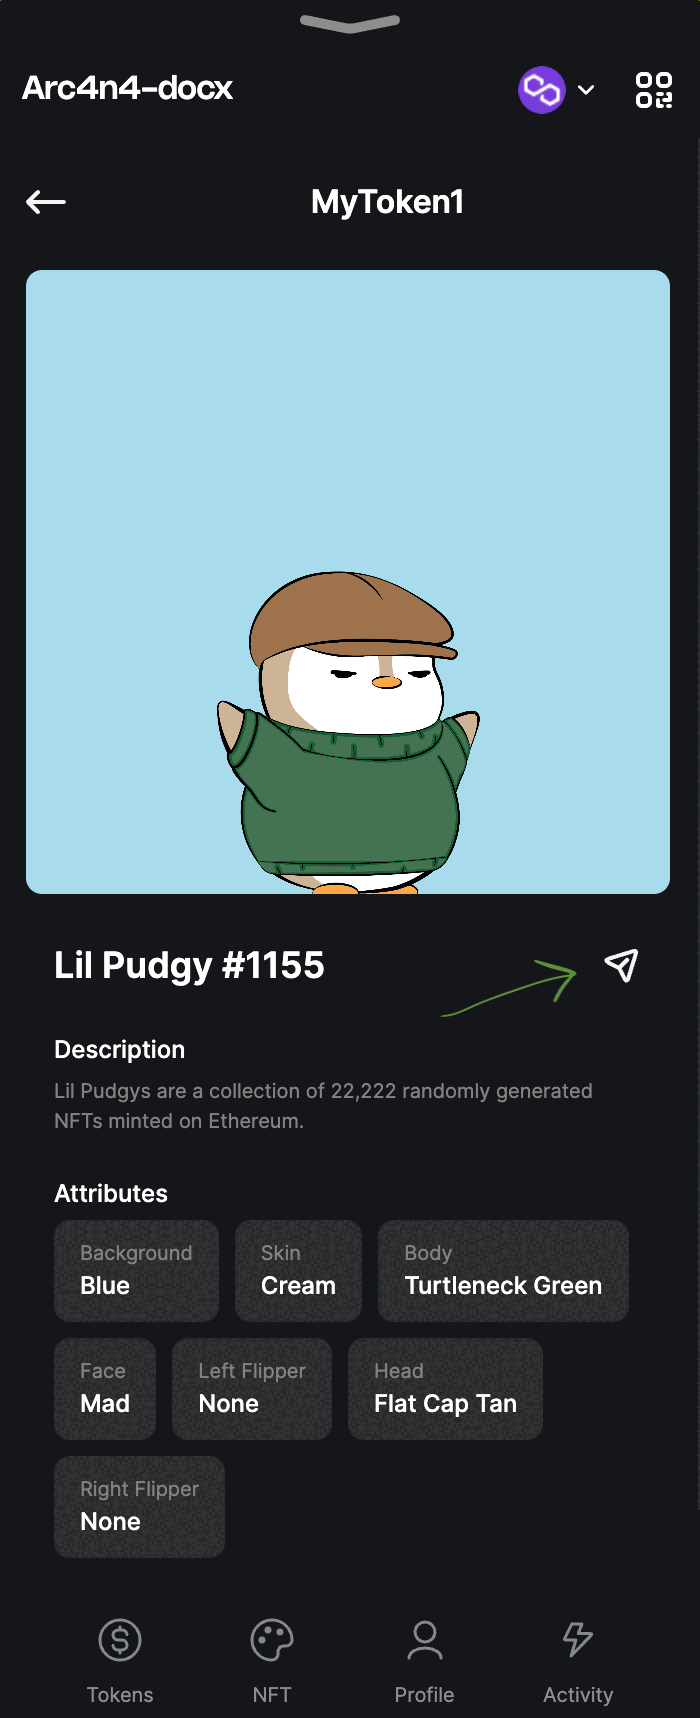 Arc4n4-docx
MyToken1
Lil Pudgy #1155
Description
Lil Pudgys are a collection of 22,222 randomly generated
NFTs minted on Ethereum.
Attributes
Background
Blue
Skin
Cream
Body
Turtleneck Green
Face
Mad
Left Flipper
None
Head
Flat Cap Tan
Right Flipper
None
Tokens
NFT
Profile
Activity